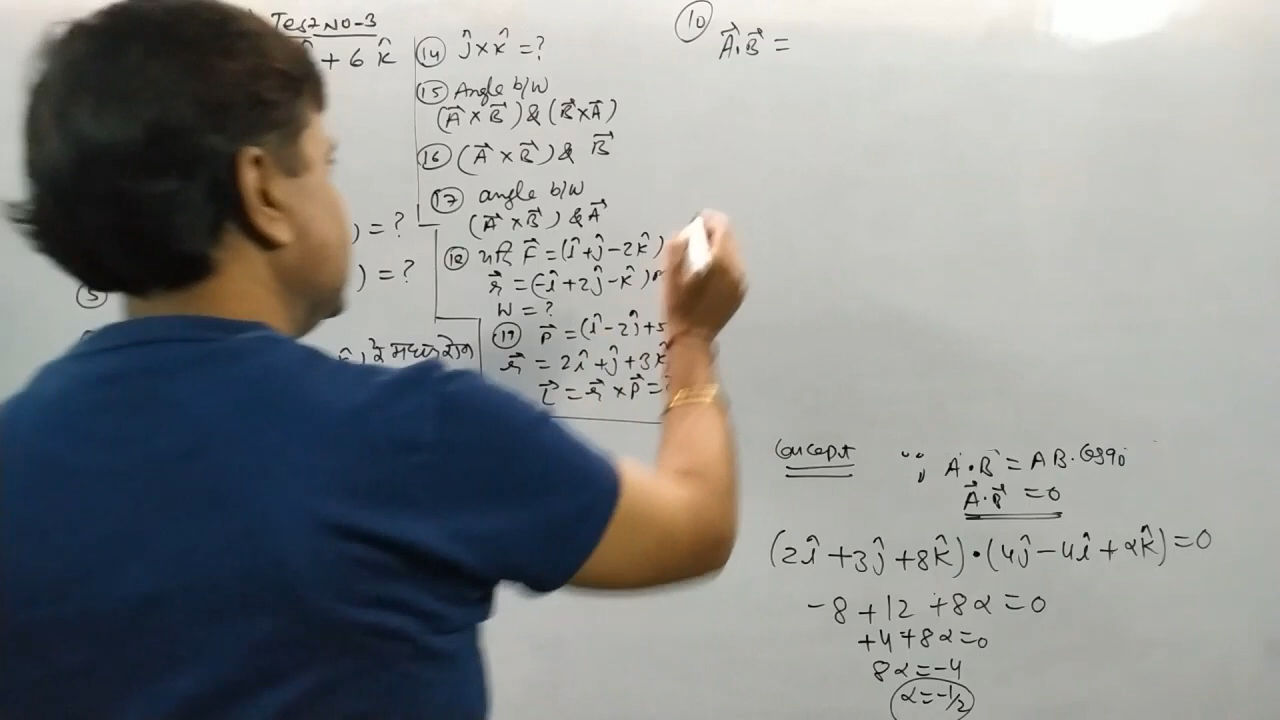 Test NO-3
+ 6 k̂
(14) ĵ × k̂ = ?
(15) Angle b/w
(A⃗ × B⃗) & (B⃗ × A⃗)
(16) (A⃗ × B⃗) & B⃗
(17) angle b/w
(A⃗ × B⃗) & A⃗
) = ?
(18) यदि F⃗ = (î + ĵ - 2k̂)
) = ?
r⃗ = (-î + 2ĵ - k̂)
W = ?
5
(19) P⃗ = (î - 2ĵ + 5
r⃗ = 2î + ĵ + 3k̂
L⃗ = r⃗ × P⃗ = ?
(10) A⃗.B⃗ =
Concept ∵, A⃗•B⃗ = AB.Cos90
A⃗.B⃗ = 0
(2î + 3ĵ + 8k̂)•(4ĵ - 4î + αk̂) = 0
-8 + 12 + 8α = 0
+4 + 8α = 0
8α = -4
α = -1/2